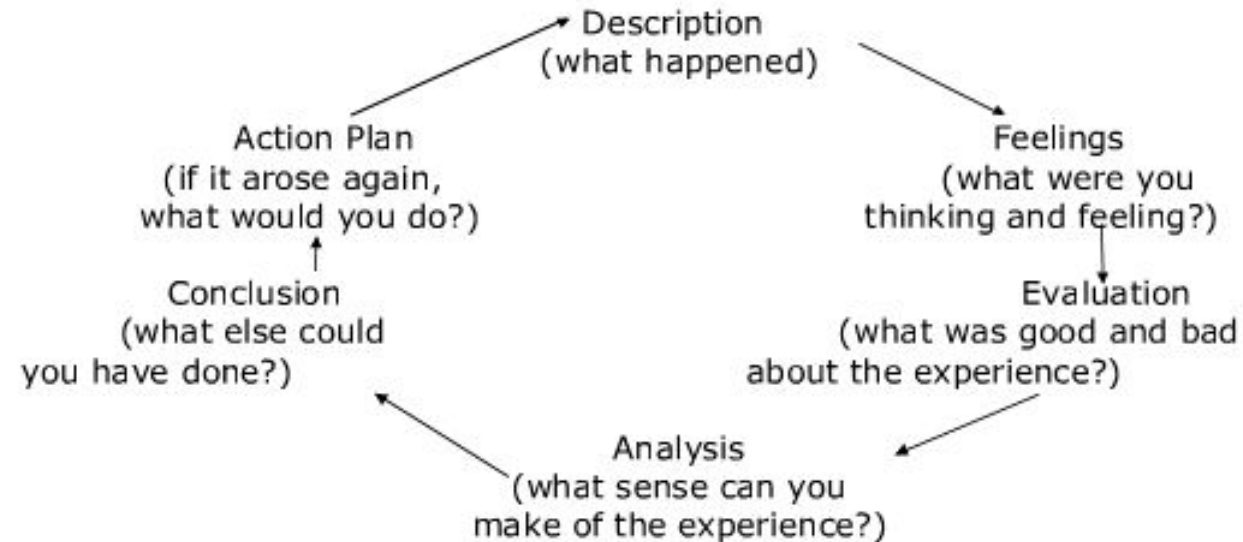 Description
(what happened)
Feelings
(what were you
thinking and feeling?)
Evaluation
(what was good and bad
about the experience?)
Analysis
(what sense can you
make of the experience?)
Conclusion
(what else could
you have done?)
Action Plan
(if it arose again,
what would you do?)